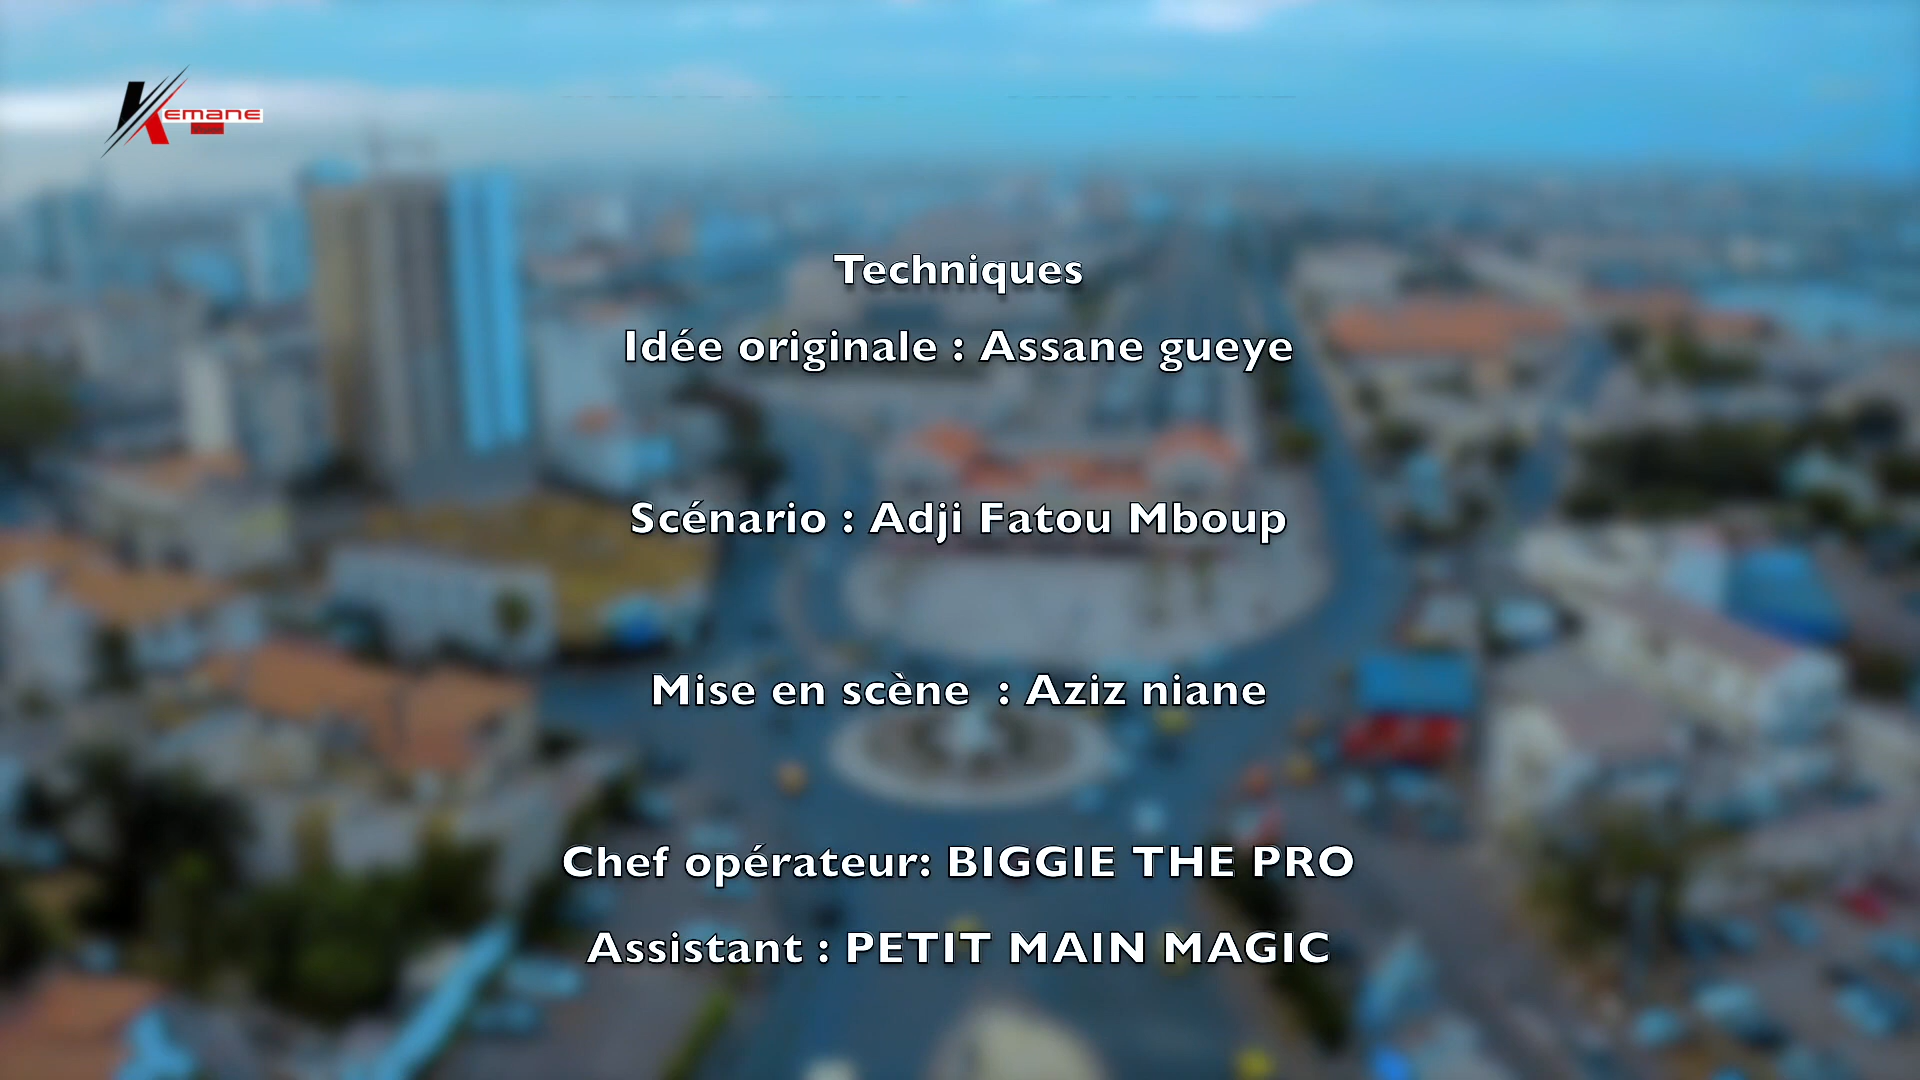 Kemane
Techniques
Idée originale : Assane gueye
Scénario : Adji Fatou Mboup
Mise en scène  : Aziz niane
Chef opérateur: BIGGIE THE PRO
Assistant : PETIT MAIN MAGIC